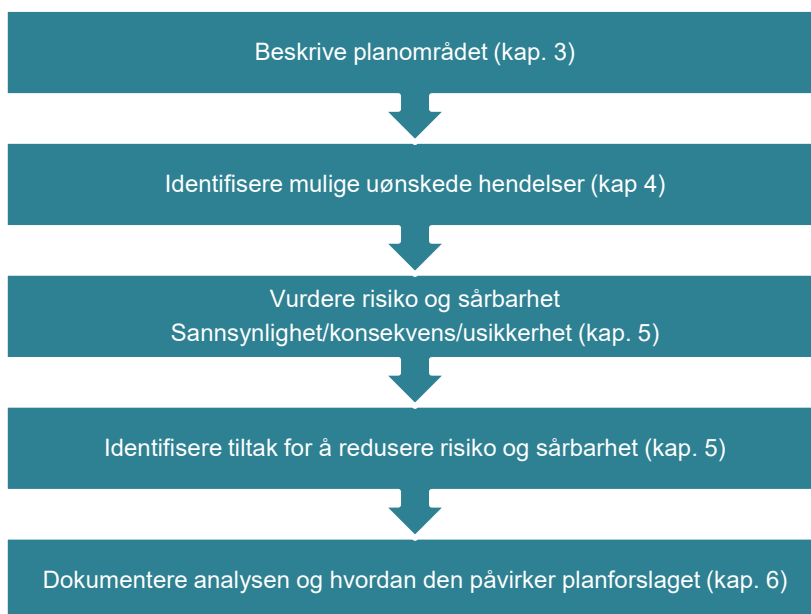 Beskrive planområdet (kap. 3)
Identifisere mulige uønskede hendelser (kap 4)
Vurdere risiko og sårbarhet
Sannsynlighet/konsekvens/usikkerhet (kap. 5)
Identifisere tiltak for å redusere risiko og sårbarhet (kap. 5)
Dokumentere analysen og hvordan den påvirker planforslaget (kap. 6)